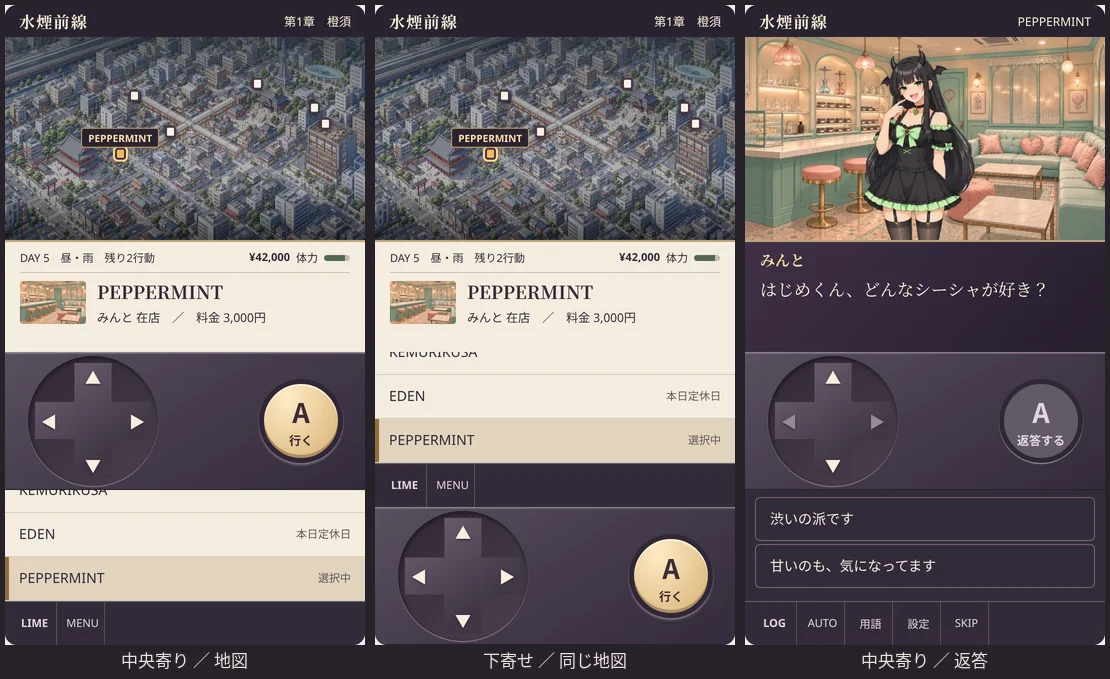 水煙前線
第1章 橙須
PEPPERMINT
DAY 5 昼・雨 残り2行動
¥42,000 体力
PEPPERMINT
みんと 在店 ／ 料金 3,000円
A
行く
KEMURIKUSA
EDEN
本日定休日
PEPPERMINT
選択中
LIME
MENU
中央寄り ／ 地図
水煙前線
第1章 橙須
PEPPERMINT
DAY 5 昼・雨 残り2行動
¥42,000 体力
PEPPERMINT
みんと 在店 ／ 料金 3,000円
KEMURIKUSA
EDEN
本日定休日
PEPPERMINT
選択中
LIME
MENU
A
行く
下寄せ ／ 同じ地図
水煙前線
PEPPERMINT
みんと
はじめくん、どんなシーシャが好き？
A
返答する
渋いの派です
甘いのも、気になってます
LOG
AUTO
用語
設定
SKIP
中央寄り ／ 返答